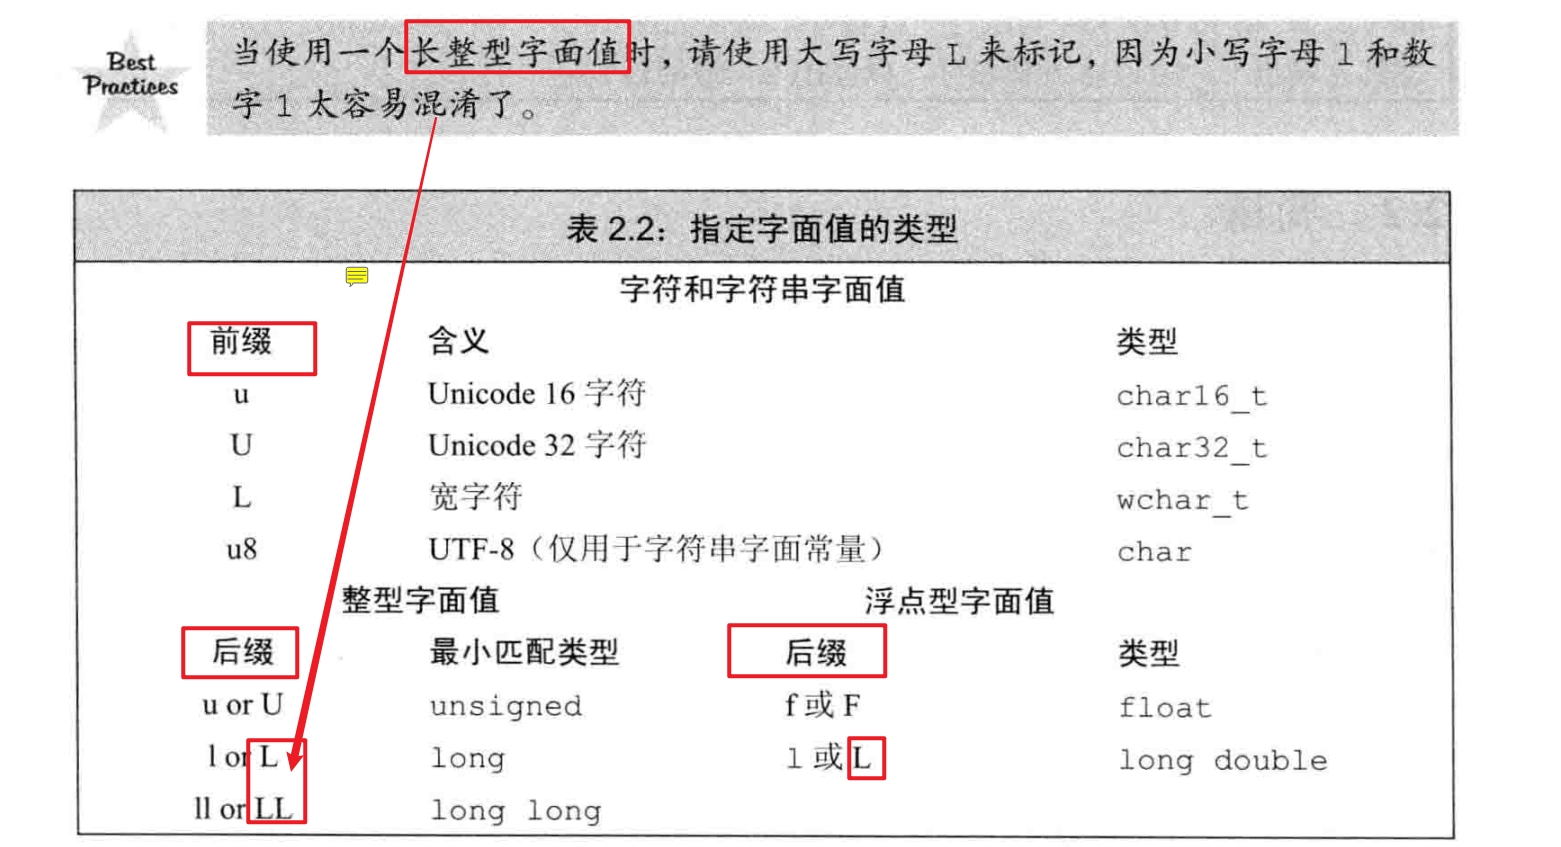 Best
Practices
当使用一个长整型字面值时，请使用大写字母 L 来标记，因为小写字母 l 和数
字 1 太容易混淆了。
表 2.2：指定字面值的类型
字符和字符串字面值
前缀 含义 类型
u Unicode 16 字符 char16_t
U Unicode 32 字符 char32_t
L 宽字符 wchar_t
u8 UTF-8（仅用于字符串字面常量） char
整型字面值 浮点型字面值
后缀 最小匹配类型 后缀 类型
u or U unsigned f 或 F float
l or L long l 或 L long double
ll or LL long long